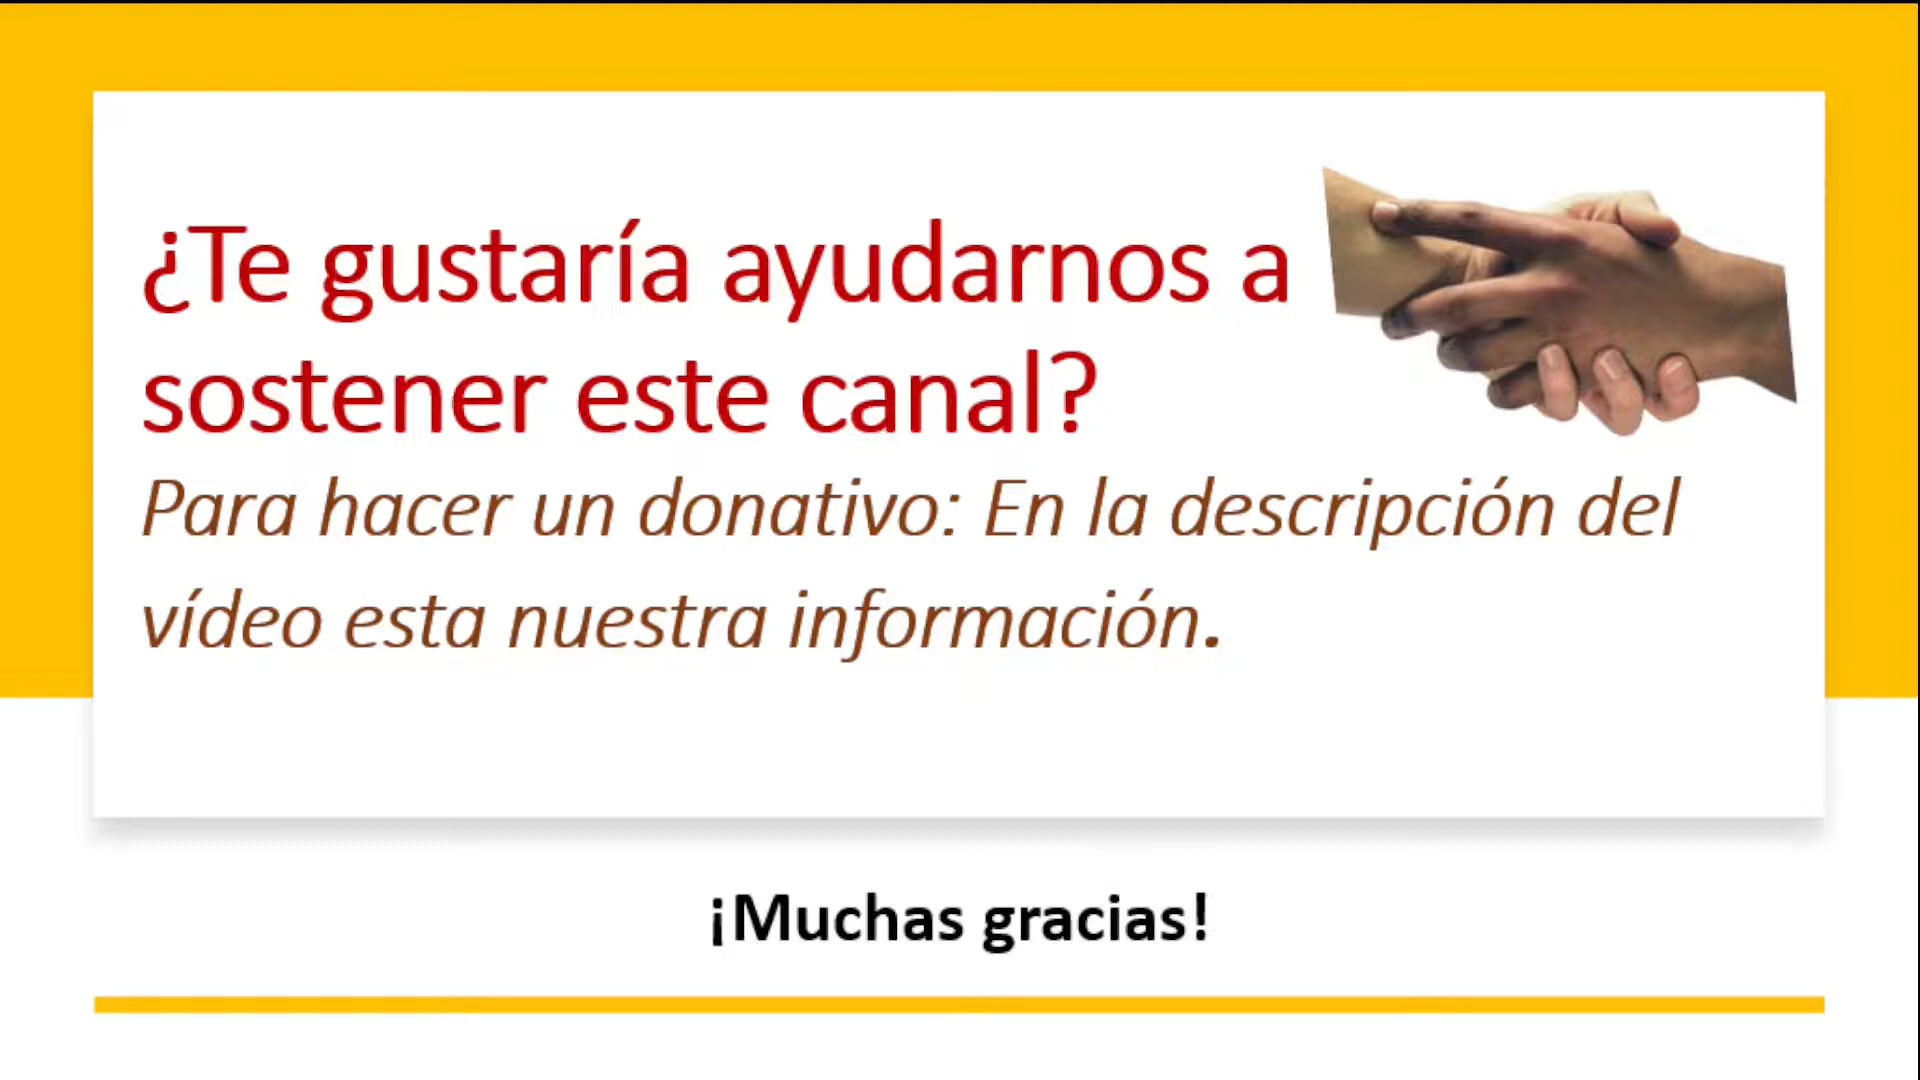 ¿Te gustaría ayudarnos a
sostener este canal?
Para hacer un donativo: En la descripción del
vídeo esta nuestra información.
¡Muchas gracias!